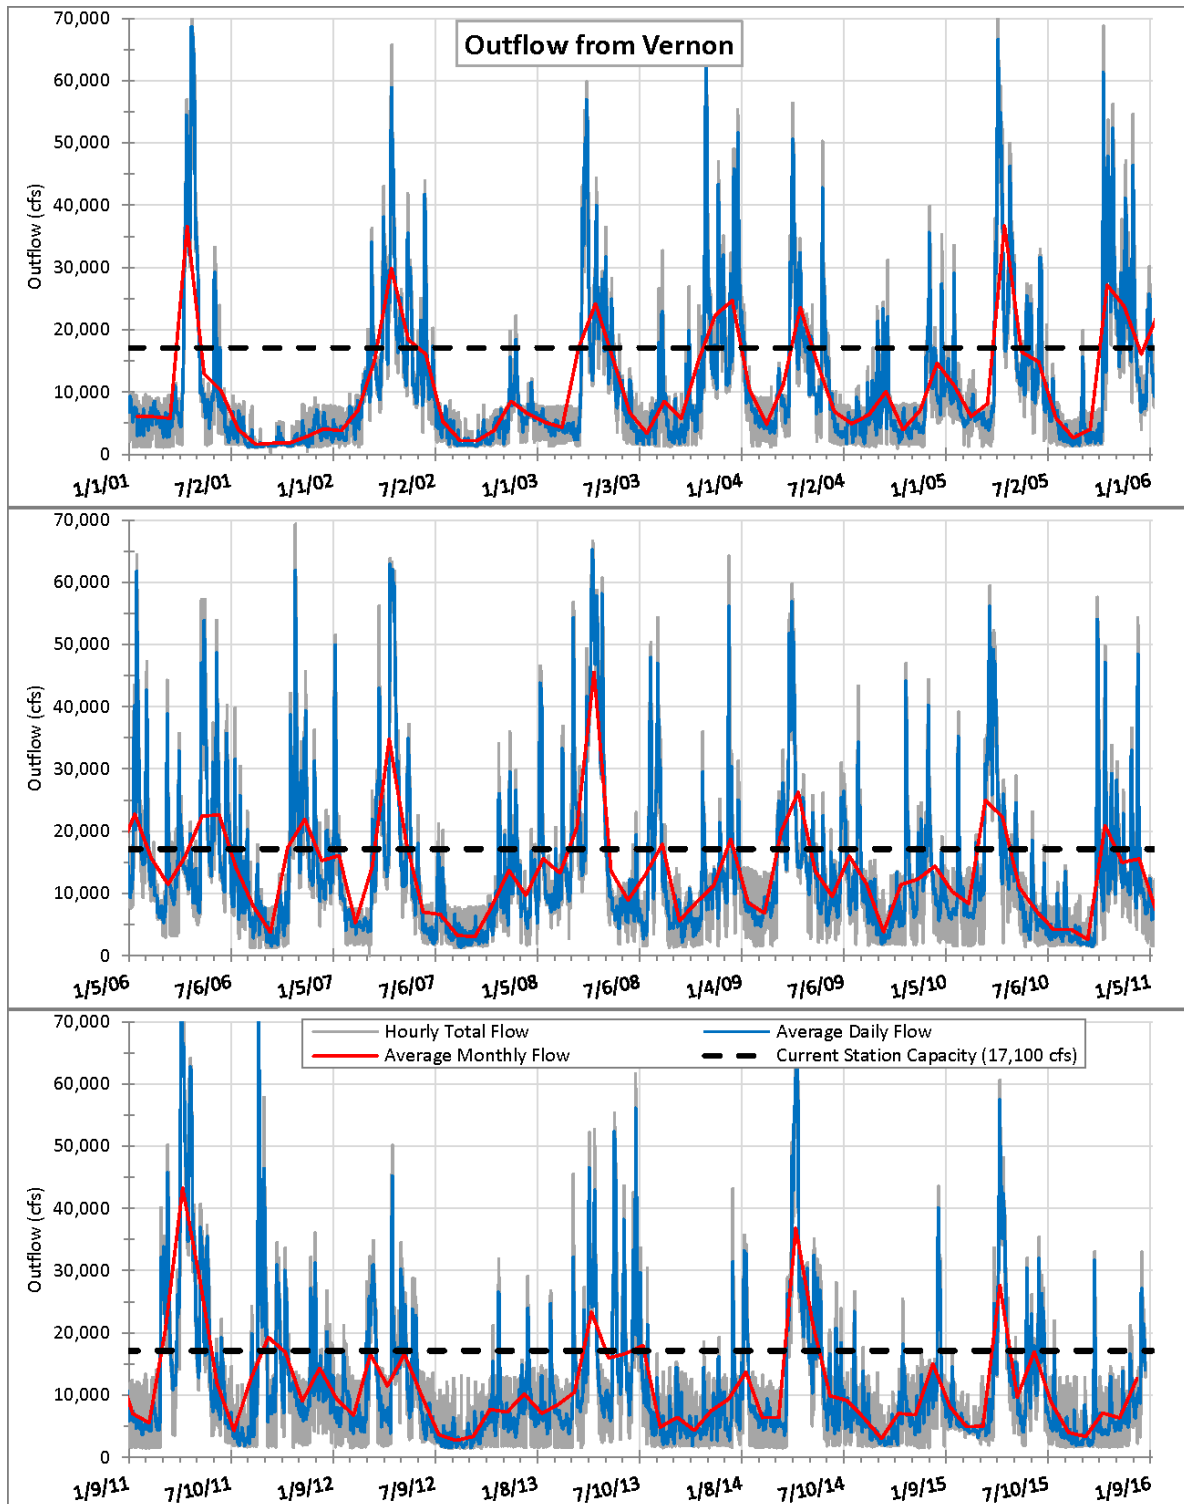 Outflow from Vernon
Outflow (cfs)
70,000
60,000
50,000
40,000
30,000
20,000
10,000
0
1/1/01 7/2/01 1/1/02 7/2/02 1/1/03 7/3/03 1/1/04 7/2/04 1/1/05 7/2/05 1/1/06
Outflow (cfs)
70,000
60,000
50,000
40,000
30,000
20,000
10,000
0
1/5/06 7/6/06 1/5/07 7/6/07 1/5/08 7/6/08 1/4/09 7/6/09 1/5/10 7/6/10 1/5/11
Hourly Total Flow Average Daily Flow
Average Monthly Flow Current Station Capacity (17,100 cfs)
Outflow (cfs)
70,000
60,000
50,000
40,000
30,000
20,000
10,000
0
1/9/11 7/10/11 1/9/12 7/9/12 1/8/13 7/10/13 1/8/14 7/10/14 1/9/15 7/10/15 1/9/16